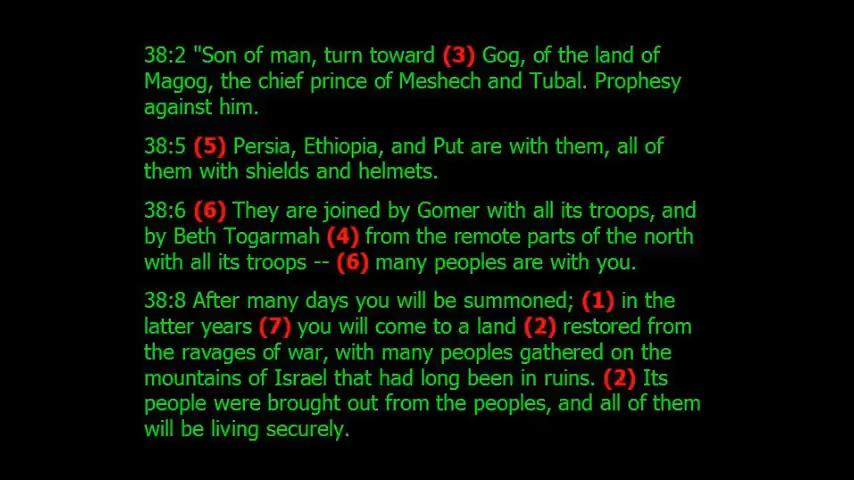 38:2 "Son of man, turn toward (3) Gog, of the land of
Magog, the chief prince of Meshech and Tubal. Prophesy
against him.
38:5 (5) Persia, Ethiopia, and Put are with them, all of
them with shields and helmets.
38:6 (6) They are joined by Gomer with all its troops, and
by Beth Togarmah (4) from the remote parts of the north
with all its troops -- (6) many peoples are with you.
38:8 After many days you will be summoned; (1) in the
latter years (7) you will come to a land (2) restored from
the ravages of war, with many peoples gathered on the
mountains of Israel that had long been in ruins. (2) Its
people were brought out from the peoples, and all of them
will be living securely.